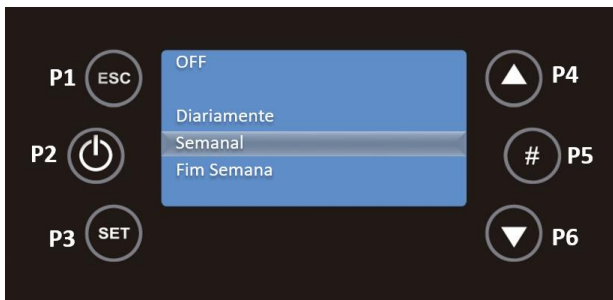 P1 ESC
P2
P3 SET
OFF
Diariamente
Semanal
Fim Semana
P4
# P5
P6